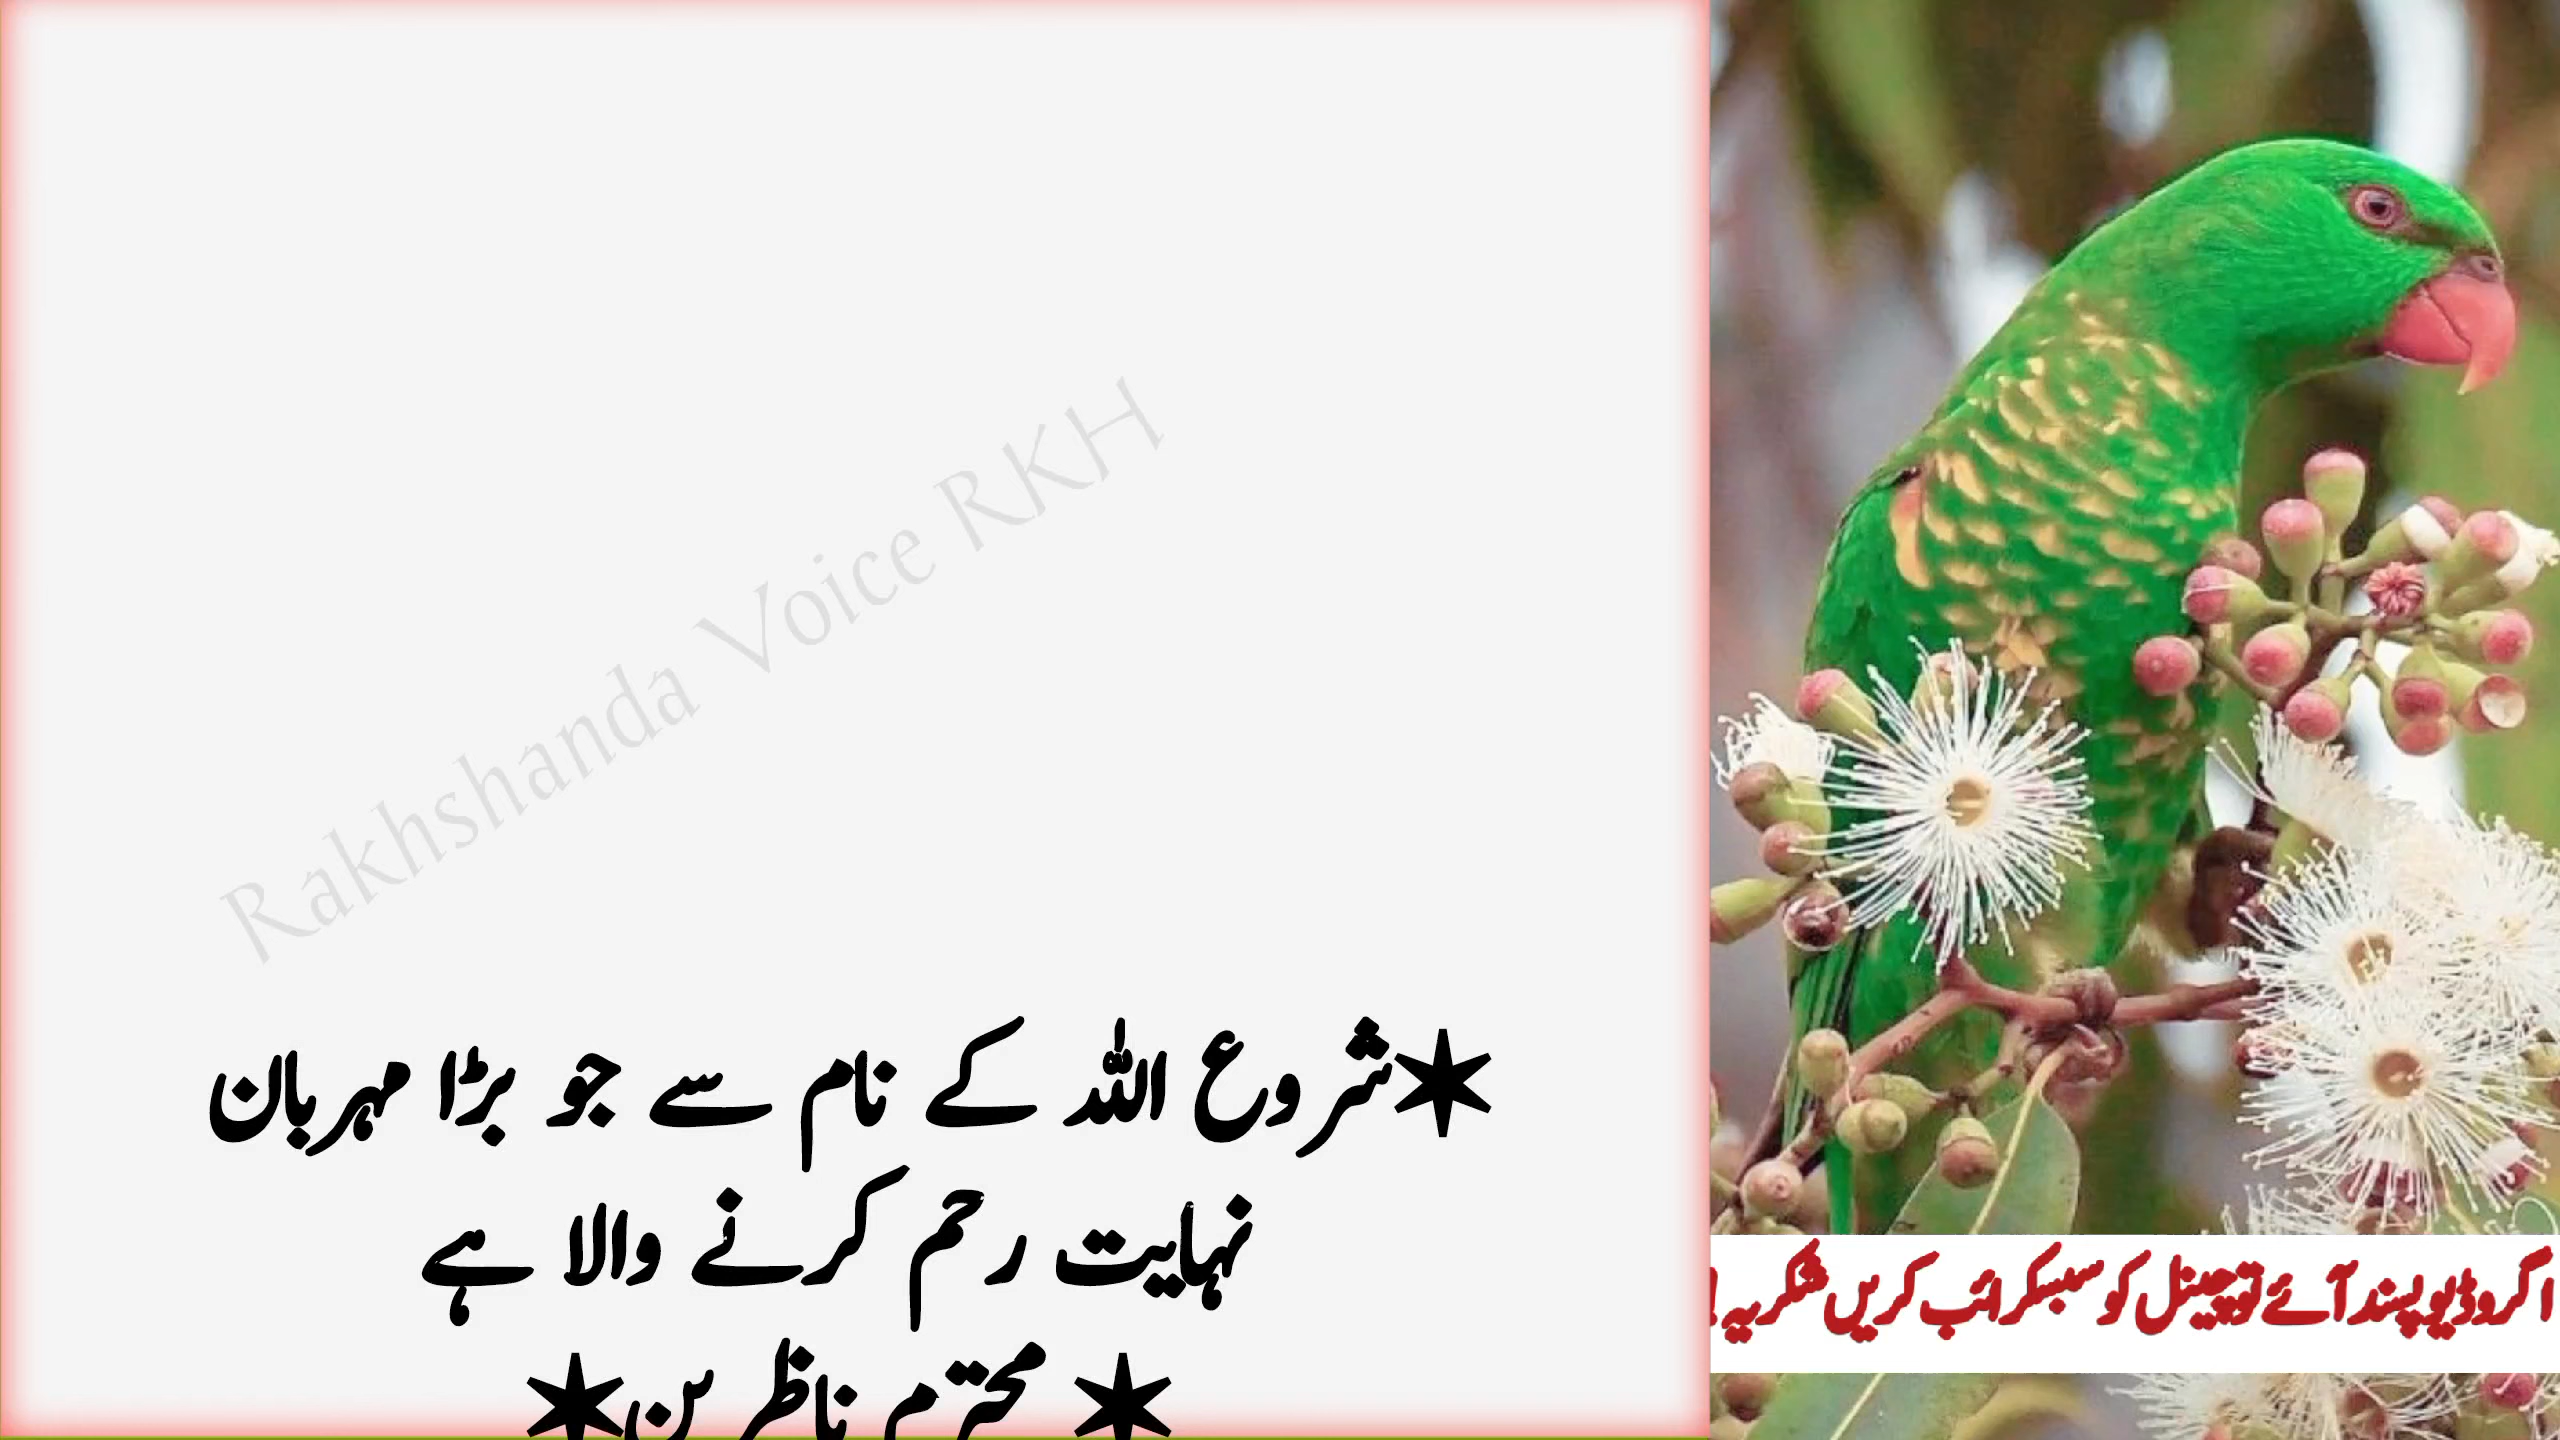 Rakhshanda Voice RKH
✶شروع اللہ کے نام سے جو بڑا مہربان
نہایت رحم کرنے والا ہے
✶ محترم ناظرین✶
اگر وڈیو پسند آئے تو چینل کو سبسکرائب کریں شکریہ !